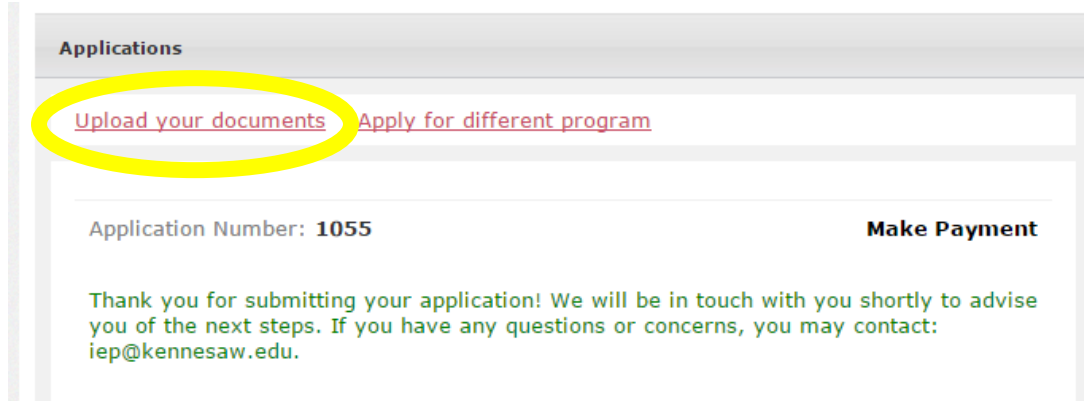 Applications
Upload your documents Apply for different program
Application Number: 1055 Make Payment
Thank you for submitting your application! We will be in touch with you shortly to advise
you of the next steps. If you have any questions or concerns, you may contact:
iep@kennesaw.edu.